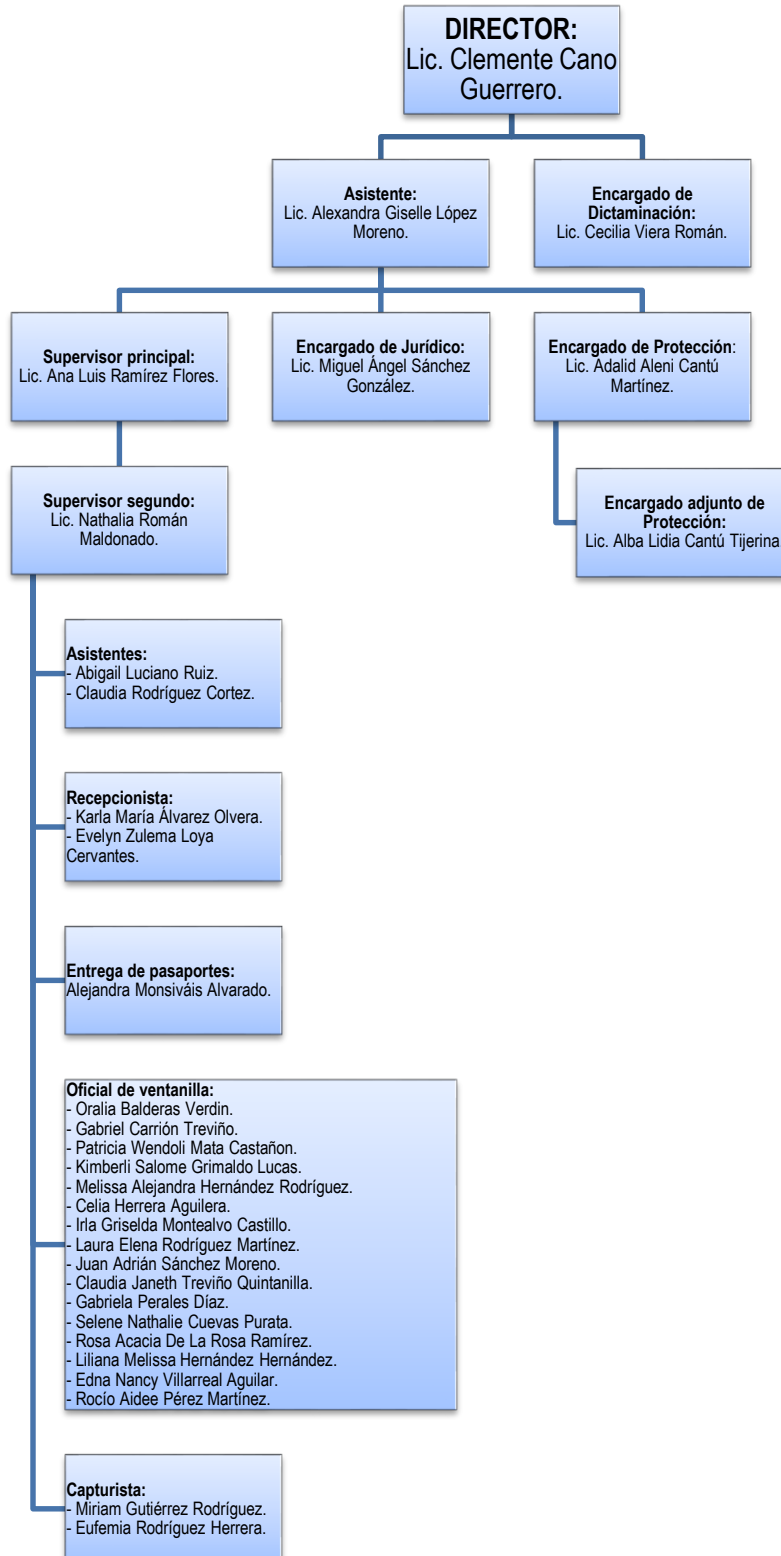 DIRECTOR:
Lic. Clemente Cano
Guerrero.
Asistente:
Lic. Alexandra Giselle López
Moreno.
Encargado de
Dictaminación:
Lic. Cecilia Viera Román.
Supervisor principal:
Lic. Ana Luis Ramírez Flores.
Encargado de Jurídico:
Lic. Miguel Ángel Sánchez
González.
Encargado de Protección:
Lic. Adalid Aleni Cantú
Martínez.
Supervisor segundo:
Lic. Nathalia Román
Maldonado.
Encargado adjunto de
Protección:
Lic. Alba Lidia Cantú Tijerina
Asistentes:
- Abigail Luciano Ruiz.
- Claudia Rodríguez Cortez.
Recepcionista:
- Karla María Álvarez Olvera.
- Evelyn Zulema Loya
Cervantes.
Entrega de pasaportes:
Alejandra Monsiváis Alvarado.
Oficial de ventanilla:
- Oralia Balderas Verdin.
- Gabriel Carrión Treviño.
- Patricia Wendoli Mata Castañon.
- Kimberli Salome Grimaldo Lucas.
- Melissa Alejandra Hernández Rodríguez.
- Celia Herrera Aguilera.
- Irla Griselda Montealvo Castillo.
- Laura Elena Rodríguez Martínez.
- Juan Adrián Sánchez Moreno.
- Claudia Janeth Treviño Quintanilla.
- Gabriela Perales Díaz.
- Selene Nathalie Cuevas Purata.
- Rosa Acacia De La Rosa Ramírez.
- Liliana Melissa Hernández Hernández.
- Edna Nancy Villarreal Aguilar.
- Rocío Aidee Pérez Martínez.
Capturista:
- Miriam Gutiérrez Rodríguez.
- Eufemia Rodríguez Herrera.